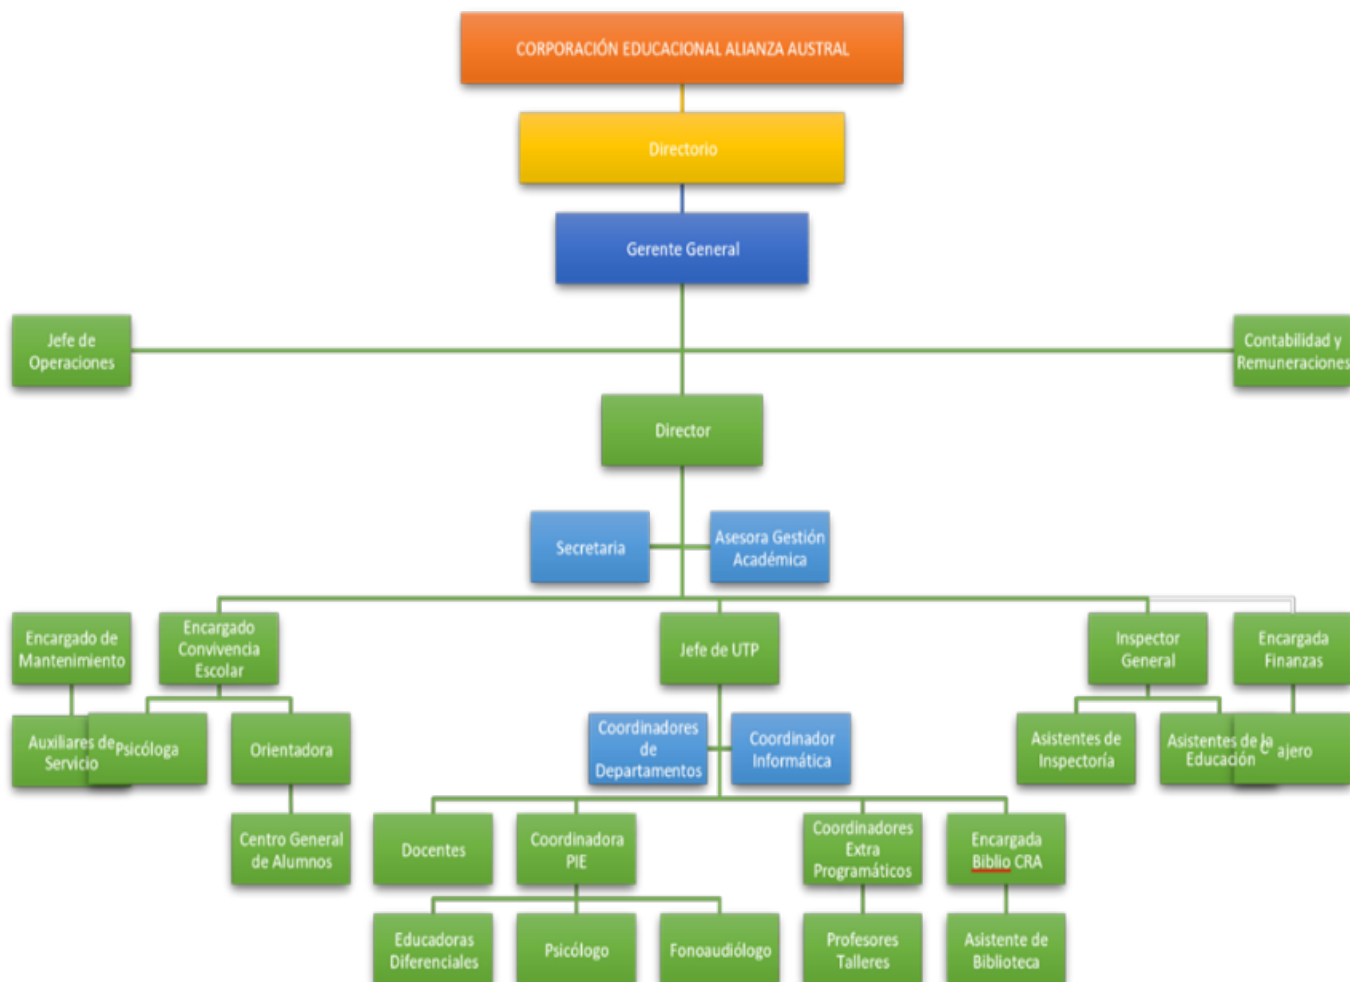 CORPORACIÓN EDUCACIONAL ALIANZA AUSTRAL
Directorio
Gerente General
Jefe de
Operaciones
Contabilidad y
Remuneraciones
Director
Secretaria
Asesora Gestión
Académica
Encargado de
Mantenimiento
Encargado
Convivencia
Escolar
Jefe de UTP
Inspector
General
Encargada
Finanzas
Auxiliares de
Servicio
Psicóloga
Orientadora
Coordinadores
de
Departamentos
Coordinador
Informática
Asistentes de
Inspectoría
Asistentes de la
Educación
Cajero
Centro General
de Alumnos
Docentes
Coordinadora
PIE
Coordinadores
Extra
Programáticos
Encargada
Biblio CRA
Educadoras
Diferenciales
Psicólogo
Fonoaudiólogo
Profesores
Talleres
Asistente de
Biblioteca